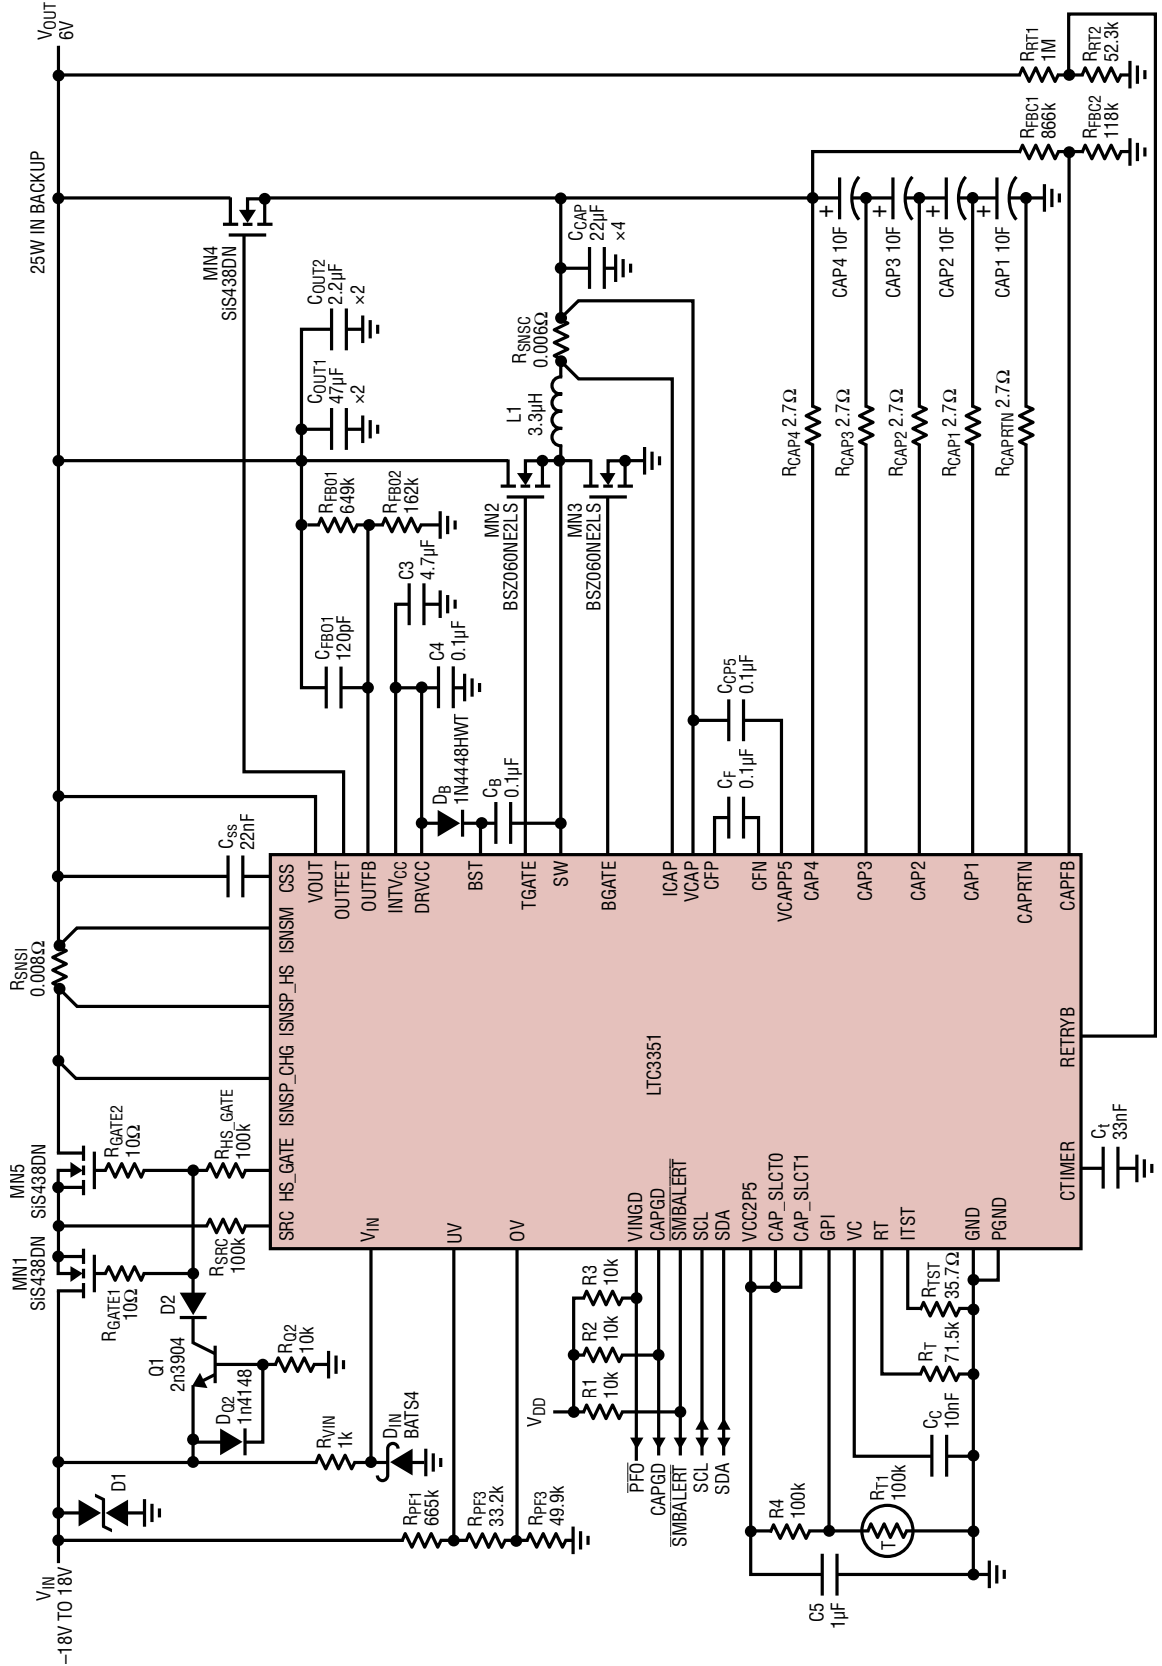 VIN
–18V TO 18V
D1
25W IN BACKUP
VOUT
6V
MN1
SiS438DN
MN5
SiS438DN
RSNSI
0.008Ω
RGATE1
10Ω
RGATE2
10Ω
D2
RSRC
100k
RHS_GATE
100k
CSS
22nF
Q1
2n3904
DQ2
1n4148
RQ2
10k
RVIN
1k
DIN
BATS4
RPF1
665k
RPF3
33.2k
RPF3
49.9k
SRC
HS_GATE
ISNSP_CHG
ISNSP_HS
ISNSM
CSS
VIN
UV
OV
VINGD
CAPGD
SMBALERT
SCL
SDA
VCC2P5
CAP_SLCT0
CAP_SLCT1
GPI
VC
RT
ITST
GND
PGND
CTIMER
RETRYB
LTC3351
VOUT
OUTFET
OUTFB
INTVCC
DRVCC
BST
TGATE
SW
BGATE
ICAP
VCAP
CFP
CFN
VCAPP5
CAP4
CAP3
CAP2
CAP1
CAPRTN
CAPFB
VDD
R1
10k
R2
10k
R3
10k
PFO
CAPGD
SMBALERT
SCL
SDA
C5
1µF
R4
100k
RT1
100k
T
CC
10nF
RT
71.5k
RTST
35.7Ω
Ct
33nF
MN4
SiS438DN
CFBO1
120pF
RFBO1
649k
RFBO2
162k
COUT1
47µF
×2
COUT2
2.2µF
×2
C3
4.7µF
C4
0.1µF
DB
1N4448HWT
CB
0.1µF
MN2
BSZ060NE2LS
MN3
BSZ060NE2LS
L1
3.3µH
RSNSC
0.006Ω
CCAP
22µF
×4
CF
0.1µF
CCP5
0.1µF
RCAP4 2.7Ω
RCAP3 2.7Ω
RCAP2 2.7Ω
RCAP1 2.7Ω
RCAPRTN 2.7Ω
+
CAP4 10F
+
CAP3 10F
+
CAP2 10F
+
CAP1 10F
RFBC1
866k
RFBC2
118k
RRT1
1M
RRT2
52.3k